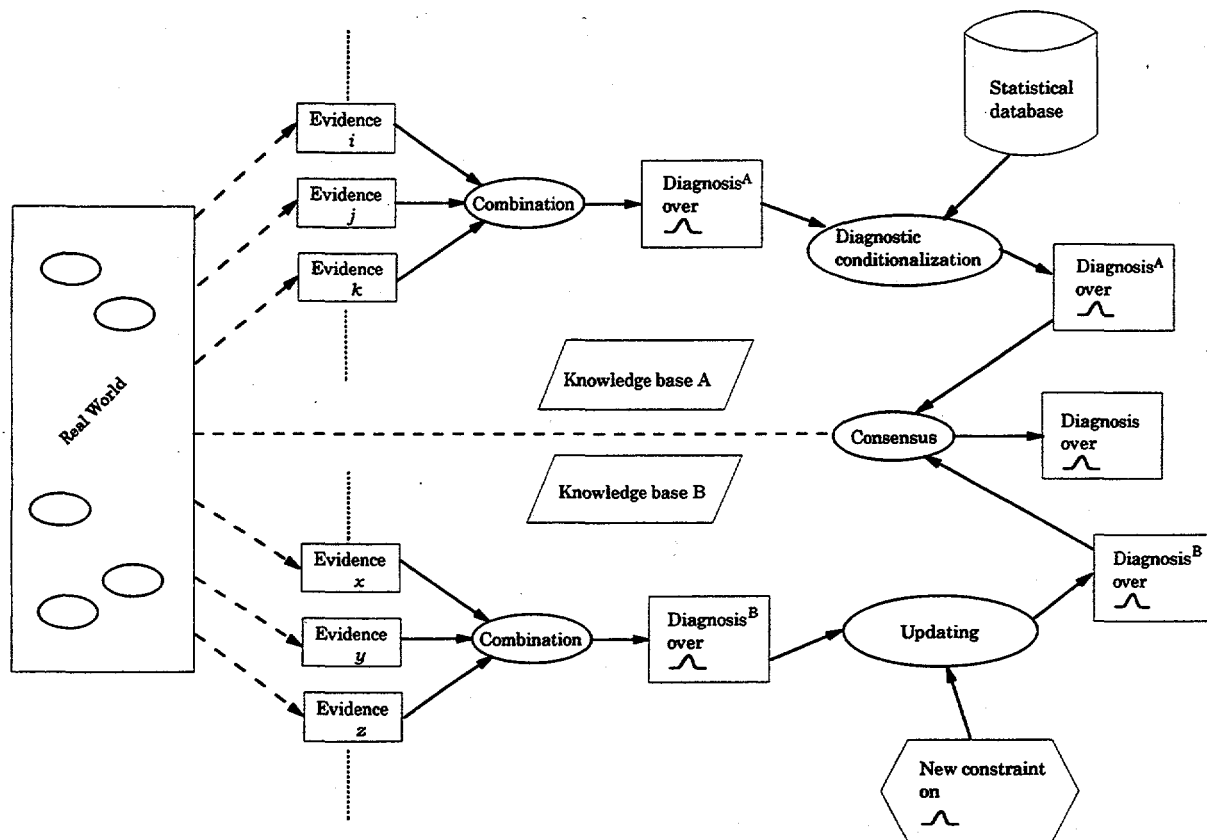 Statistical
database
Evidence
i
Evidence
j
Evidence
k
Combination
Diagnosis^A
over
Diagnostic
conditionalization
Diagnosis^A
over
Real World
Knowledge base A
Consensus
Diagnosis
over
Knowledge base B
Evidence
x
Evidence
y
Evidence
z
Combination
Diagnosis^B
over
Updating
Diagnosis^B
over
New constraint
on